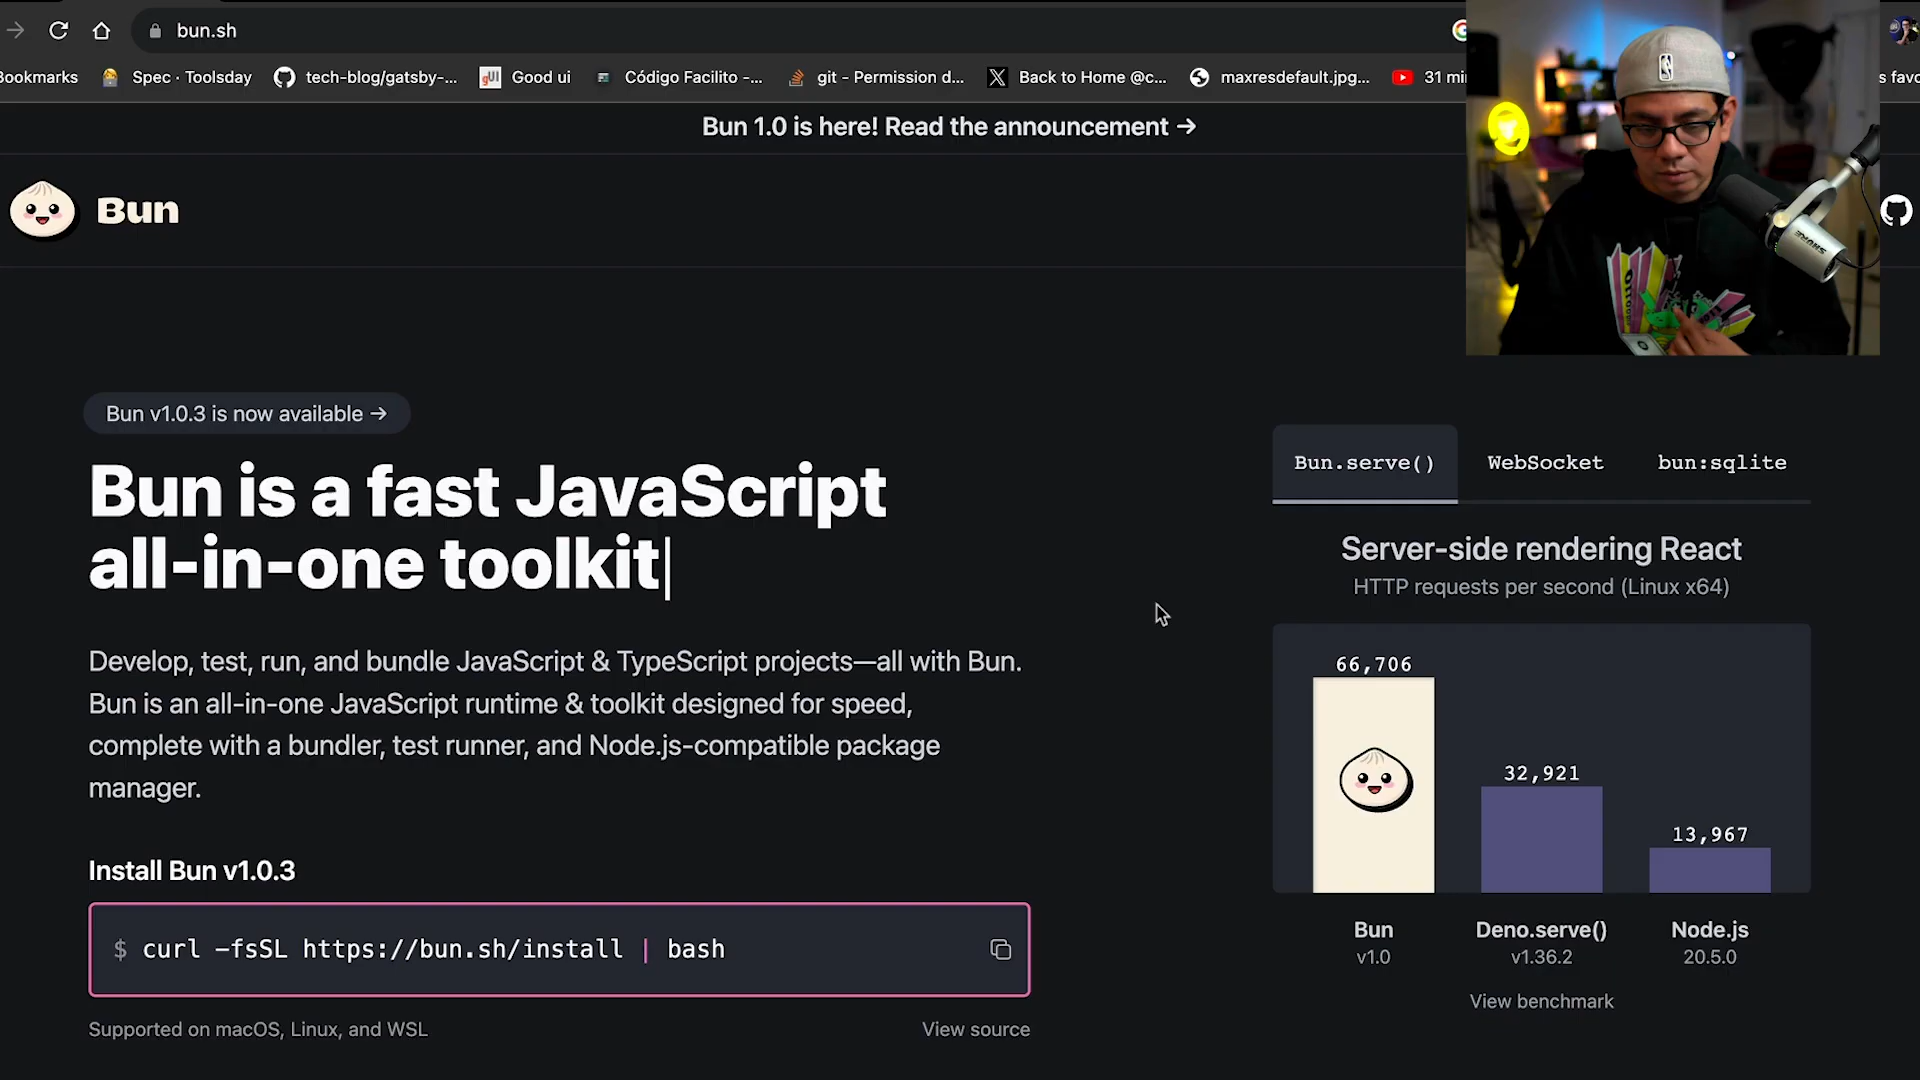 bun.sh
Bookmarks
Spec · Toolsday
tech-blog/gatsby-...
gUI
Good ui
Código Facilito -...
git - Permission d...
Back to Home @c...
maxresdefault.jpg...
31 mi
s favo
Bun 1.0 is here! Read the announcement →
Bun
Bun v1.0.3 is now available →
Bun is a fast JavaScript
all-in-one toolkit
Develop, test, run, and bundle JavaScript & TypeScript projects—all with Bun.
Bun is an all-in-one JavaScript runtime & toolkit designed for speed,
complete with a bundler, test runner, and Node.js-compatible package
manager.
Install Bun v1.0.3
$ curl -fsSL https://bun.sh/install | bash
Supported on macOS, Linux, and WSL
View source
Bun.serve()
WebSocket
bun:sqlite
Server-side rendering React
HTTP requests per second (Linux x64)
66,706
32,921
13,967
Bun
v1.0
Deno.serve()
v1.36.2
Node.js
20.5.0
View benchmark
SHURE